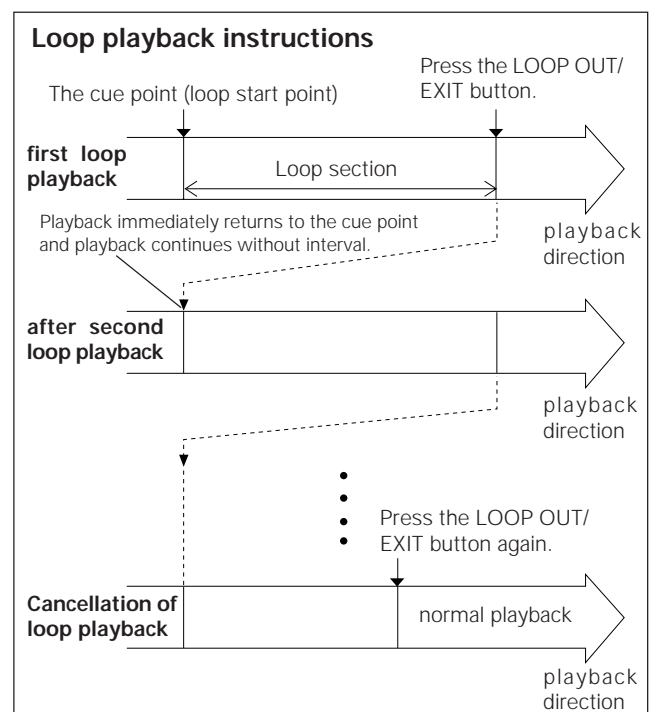 Loop playback instructions
Press the LOOP OUT/
EXIT button.
The cue point (loop start point)
first loop
playback
Loop section
Playback immediately returns to the cue point
and playback continues without interval.
playback
direction
after second
loop playback
playback
direction
Press the LOOP OUT/
EXIT button again.
Cancellation of
loop playback
normal playback
playback
direction